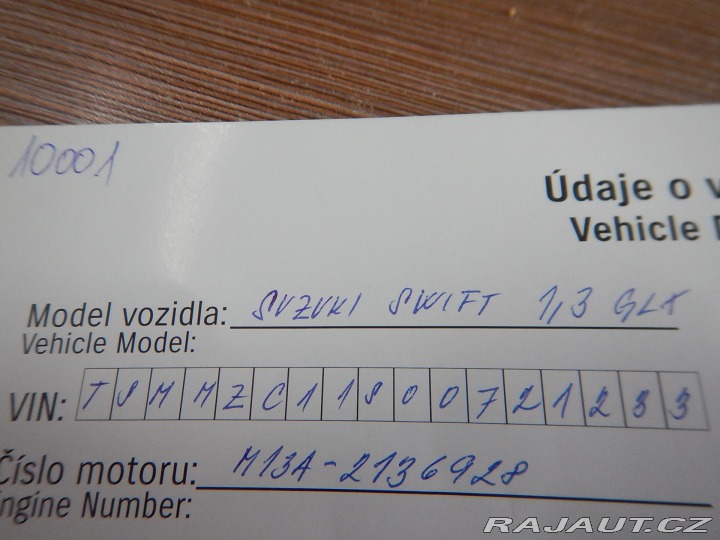 10001
Údaje o v
Vehicle
Model vozidla: SUZUKI SWIFT 1,3 GLX
Vehicle Model:
VIN: TSMMZC11S00721233
Číslo motoru: M13A-2136928
Engine Number:
RAJAUT.CZ